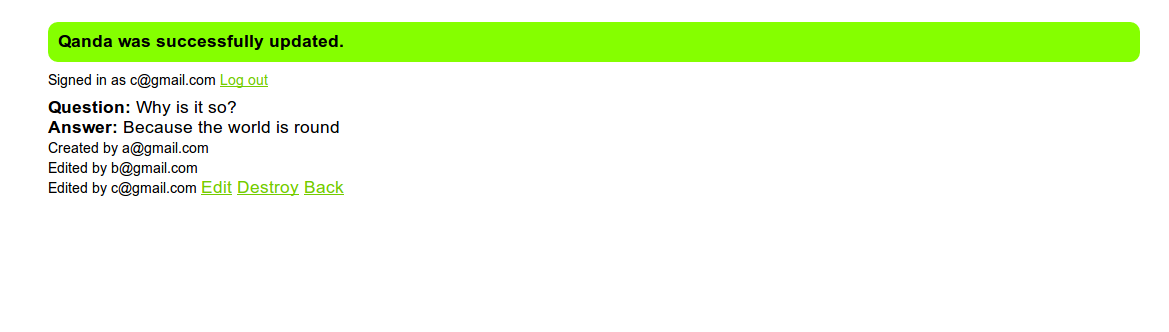 Qanda was successfully updated.
Signed in as c@gmail.com Log out
Question: Why is it so?
Answer: Because the world is round
Created by a@gmail.com
Edited by b@gmail.com
Edited by c@gmail.com Edit Destroy Back